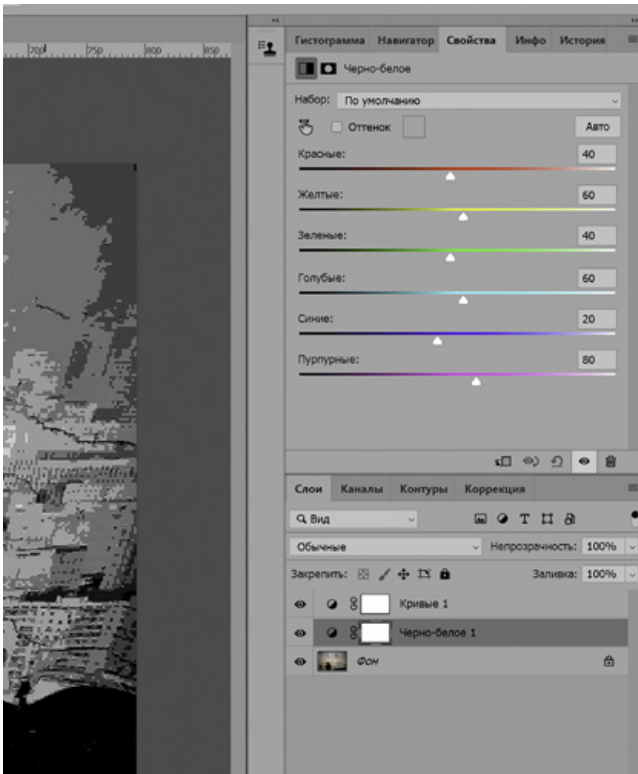 700 750 800 850
Гистограмма Навигатор Свойства Инфо История
Черно-белое
Набор: По умолчанию
Оттенок Авто
Красные: 40
Желтые: 60
Зеленые: 40
Голубые: 60
Синие: 20
Пурпурные: 80
Слои Каналы Контуры Коррекция
Вид
Обычные Непрозрачность: 100%
Закрепить: Заливка: 100%
Кривые 1
Черно-белое 1
Фон